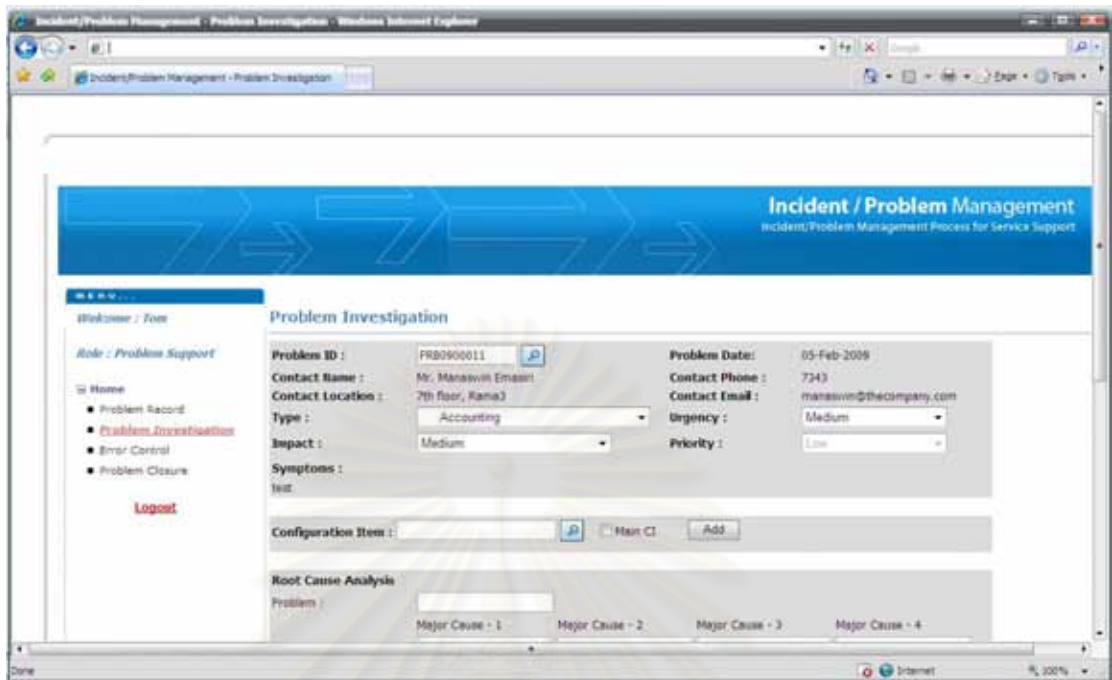 Incident/Problem Management - Problem Investigation - Windows Internet Explorer
Google
Incident/Problem Management - Problem Investigation
Page Tools
Incident / Problem Management
Incident/Problem Management Process for Service Support
menu...
Welcome : Tom
Role : Problem Support
Home
Problem Record
Problem Investigation
Error Control
Problem Closure
Logout
Problem Investigation
Problem ID : PRB0900011 Problem Date: 05-Feb-2009
Contact Name : Mr. Manaswin Contact Phone : 7343
Contact Location : 7th floor, Rama3 Contact Email : manaswin@thecompany.com
Type : Accounting Urgency : Medium
Impact : Medium Priority : Low
Symptoms :
test
Configuration Item : Main CI Add
Root Cause Analysis
Problem :
Major Cause - 1 Major Cause - 2 Major Cause - 3 Major Cause - 4
Done Internet 100%